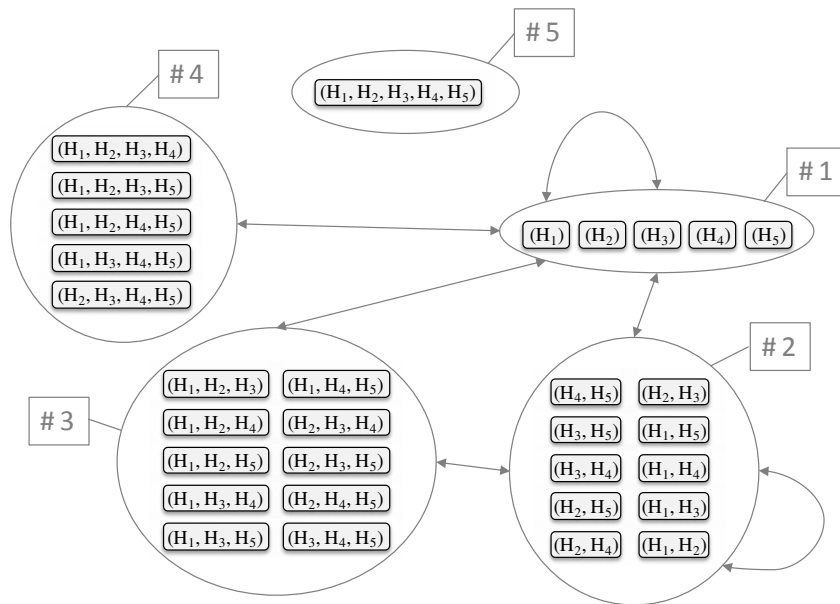 # 5
(H₁, H₂, H₃, H₄, H₅)
# 4
(H₁, H₂, H₃, H₄)
(H₁, H₂, H₃, H₅)
(H₁, H₂, H₄, H₅)
(H₁, H₃, H₄, H₅)
(H₂, H₃, H₄, H₅)
# 1
(H₁) (H₂) (H₃) (H₄) (H₅)
# 3
(H₁, H₂, H₃) (H₁, H₄, H₅)
(H₁, H₂, H₄) (H₂, H₃, H₄)
(H₁, H₂, H₅) (H₂, H₃, H₅)
(H₁, H₃, H₄) (H₂, H₄, H₅)
(H₁, H₃, H₅) (H₃, H₄, H₅)
# 2
(H₄, H₅) (H₂, H₃)
(H₃, H₅) (H₁, H₅)
(H₃, H₄) (H₁, H₄)
(H₂, H₅) (H₁, H₃)
(H₂, H₄) (H₁, H₂)